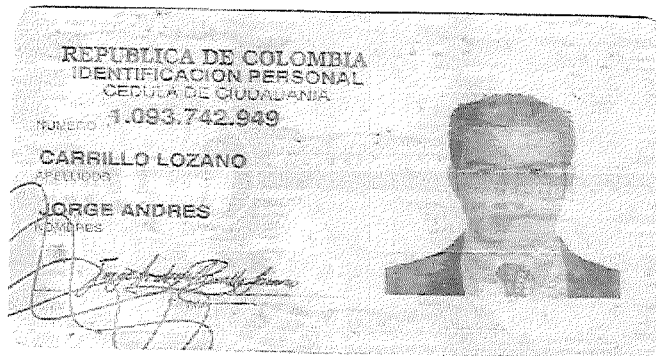 REPUBLICA DE COLOMBIA
IDENTIFICACION PERSONAL
CEDULA DE CIUDADANIA
NUMERO 1.093.742.949
CARRILLO LOZANO
APELLIDOS
JORGE ANDRES
NOMBRES